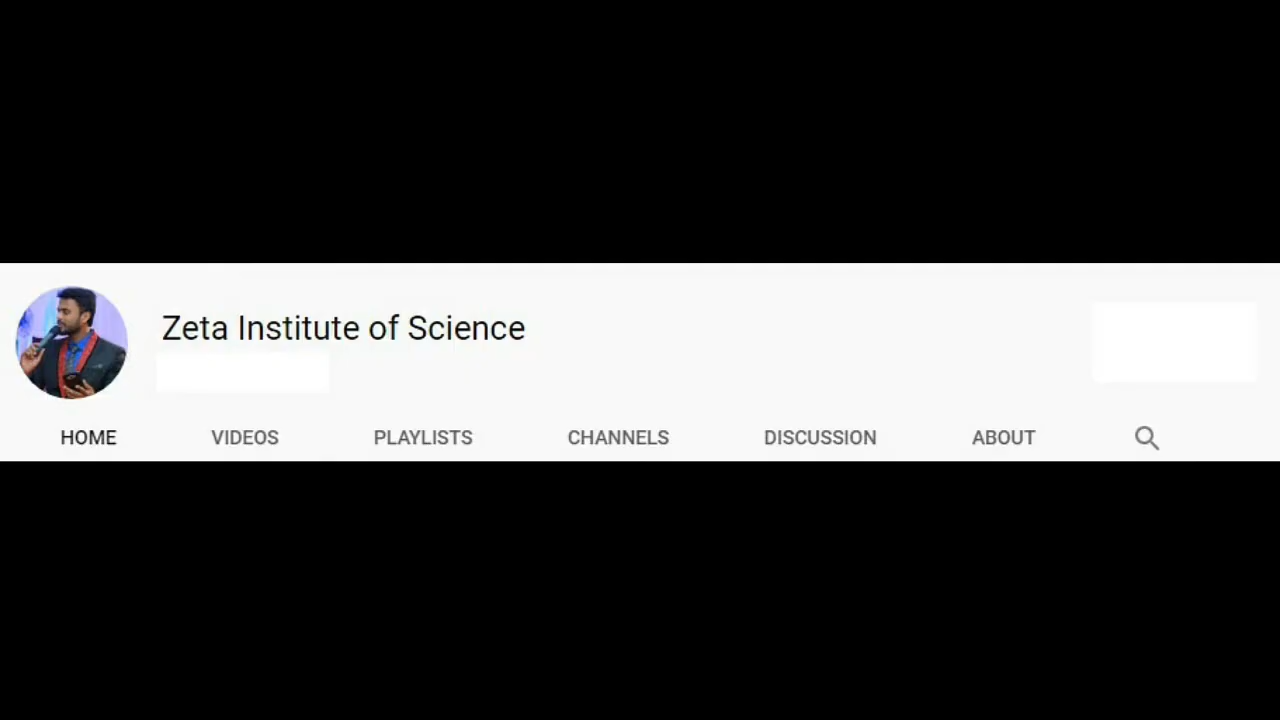 Zeta Institute of Science
HOME VIDEOS PLAYLISTS CHANNELS DISCUSSION ABOUT